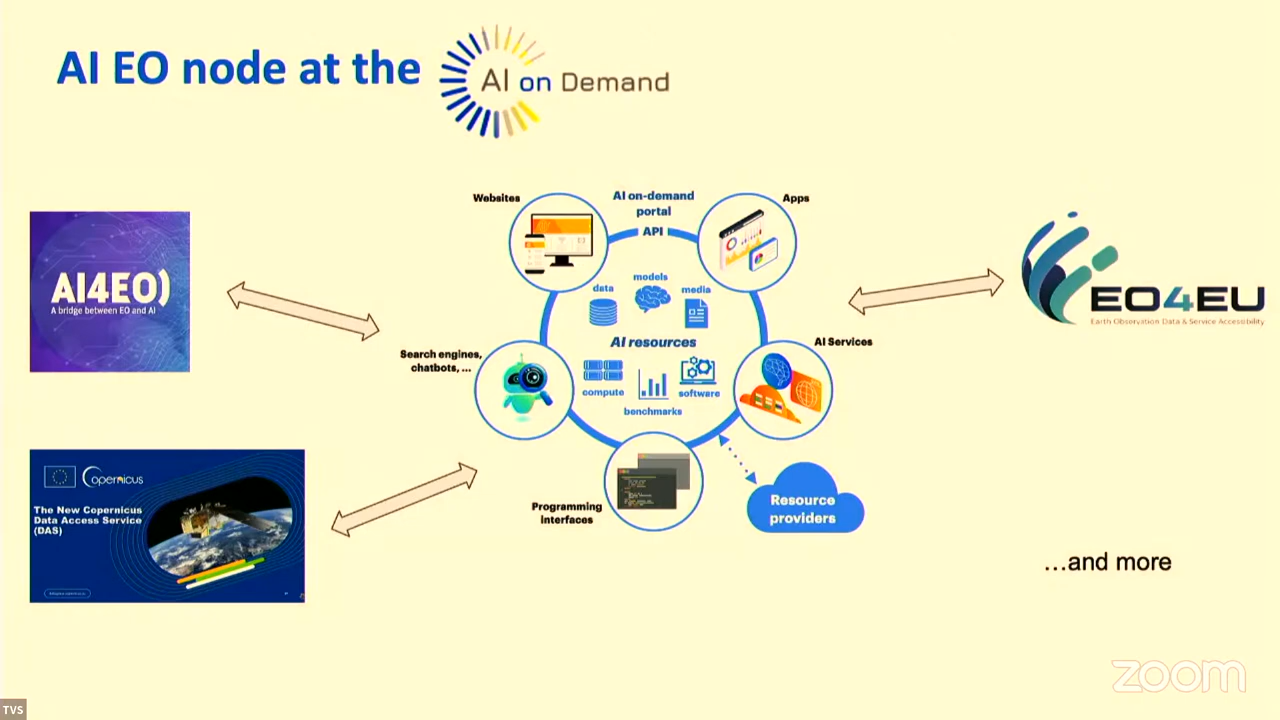 AI EO node at the
AI on Demand
Websites
AI on-demand
portal
API
Apps
models
data
media
AI resources
compute
software
benchmarks
Search engines,
chatbots, ...
AI Services
Programming
interfaces
Resource
providers
AI4EO)
A bridge between EO and AI
opernicus
The New Copernicus
Data Access Service
(DAS)
EO4EU
Earth Observation Data & Service Accessibility
...and more
zoom
TVS